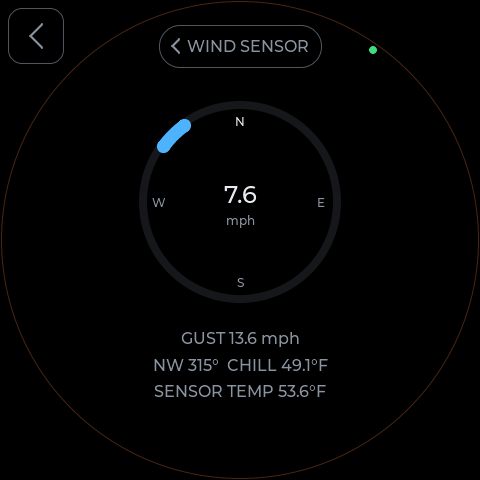 WIND SENSOR
N
7.6
W E
mph
S
GUST 13.6 mph
NW 315° CHILL 49.1°F
SENSOR TEMP 53.6°F